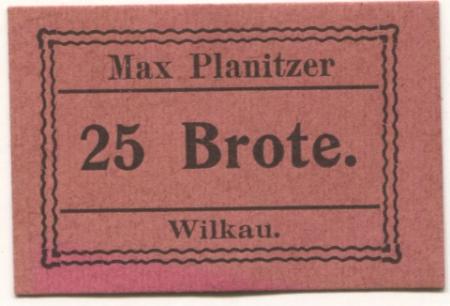 Max Planitzer
25 Brote.
Wilkau.